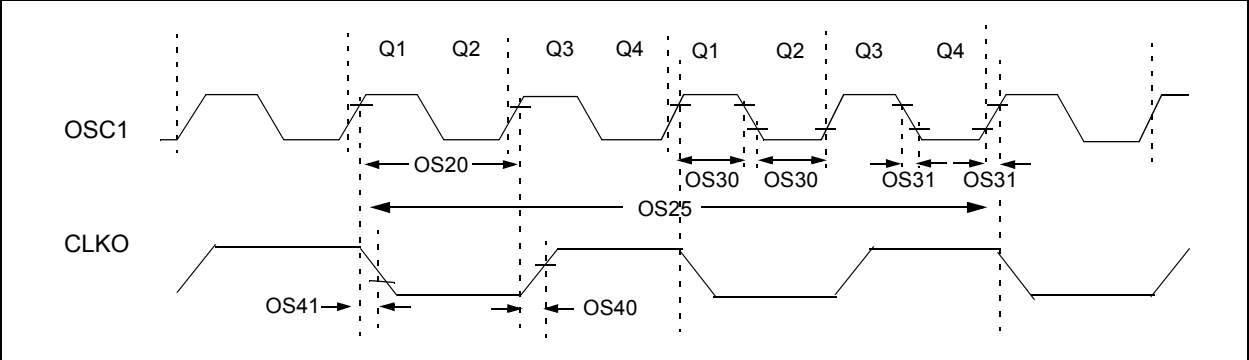 Q1 Q2 Q3 Q4 Q1 Q2 Q3 Q4
OSC1
OS20
OS30 OS30 OS31 OS31
OS25
CLKO
OS41 OS40